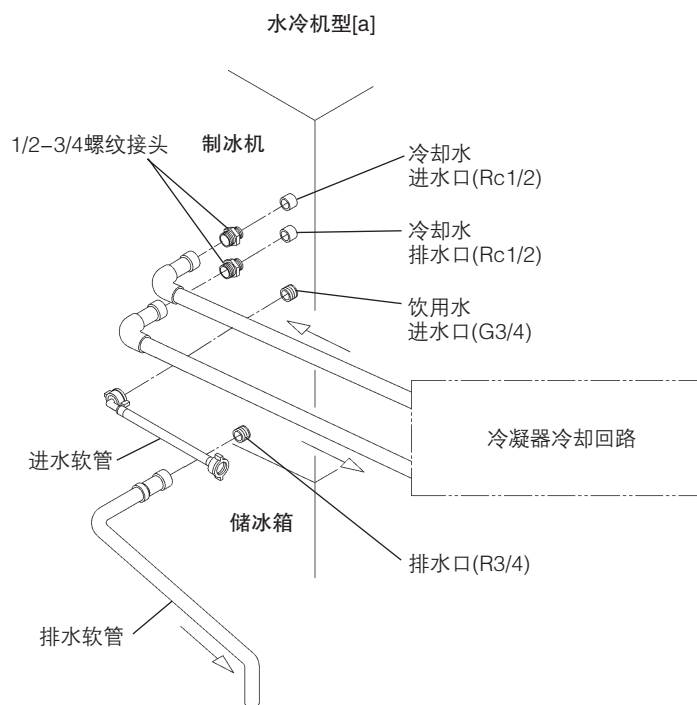 水冷机型[a]
1/2–3/4螺纹接头
制冰机
冷却水
进水口(Rc1/2)
冷却水
排水口(Rc1/2)
饮用水
进水口(G3/4)
冷凝器冷却回路
进水软管
储冰箱
排水口(R3/4)
排水软管